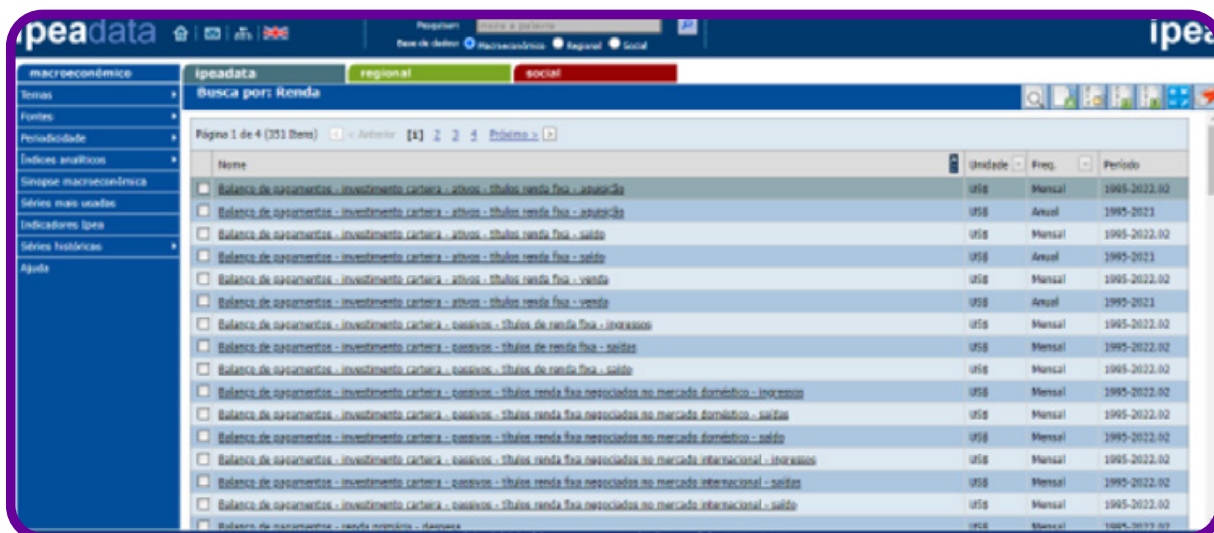 ipeadata
Pesquisar:
Base de dados: Macroeconômico Regional Social
ipea
macroeconômico
ipeadata
regional
social
Temas
Busca por: Renda
Fontes
Periodicidade
Índices analíticos
Sinopse macroeconômica
Séries mais usadas
Indicadores Ipea
Séries históricas
Ajuda
Página 1 de 4 (351 Itens) < Anterior [1] 2 3 4 Próximo >
Nome Unidade Freq. Período
Balanço de pagamentos - investimento carteira - ativos - títulos renda fixa - aquisição US$ Mensal 1995-2022.02
Balanço de pagamentos - investimento carteira - ativos - títulos renda fixa - aquisição US$ Anual 1995-2021
Balanço de pagamentos - investimento carteira - ativos - títulos renda fixa - saldo US$ Mensal 1995-2022.02
Balanço de pagamentos - investimento carteira - ativos - títulos renda fixa - saldo US$ Anual 1995-2021
Balanço de pagamentos - investimento carteira - ativos - títulos renda fixa - venda US$ Mensal 1995-2022.02
Balanço de pagamentos - investimento carteira - ativos - títulos renda fixa - venda US$ Anual 1995-2021
Balanço de pagamentos - investimento carteira - passivos - títulos de renda fixa - ingressos US$ Mensal 1995-2022.02
Balanço de pagamentos - investimento carteira - passivos - títulos de renda fixa - saídas US$ Mensal 1995-2022.02
Balanço de pagamentos - investimento carteira - passivos - títulos de renda fixa - saldo US$ Mensal 1995-2022.02
Balanço de pagamentos - investimento carteira - passivos - títulos renda fixa negociados no mercado doméstico - ingressos US$ Mensal 1995-2022.02
Balanço de pagamentos - investimento carteira - passivos - títulos renda fixa negociados no mercado doméstico - saídas US$ Mensal 1995-2022.02
Balanço de pagamentos - investimento carteira - passivos - títulos renda fixa negociados no mercado doméstico - saldo US$ Mensal 1995-2022.02
Balanço de pagamentos - investimento carteira - passivos - títulos renda fixa negociados no mercado internacional - ingressos US$ Mensal 1995-2022.02
Balanço de pagamentos - investimento carteira - passivos - títulos renda fixa negociados no mercado internacional - saídas US$ Mensal 1995-2022.02
Balanço de pagamentos - investimento carteira - passivos - títulos renda fixa negociados no mercado internacional - saldo US$ Mensal 1995-2022.02
Balanço de pagamentos - renda primária - despesa US$ Mensal 1995-2022.02